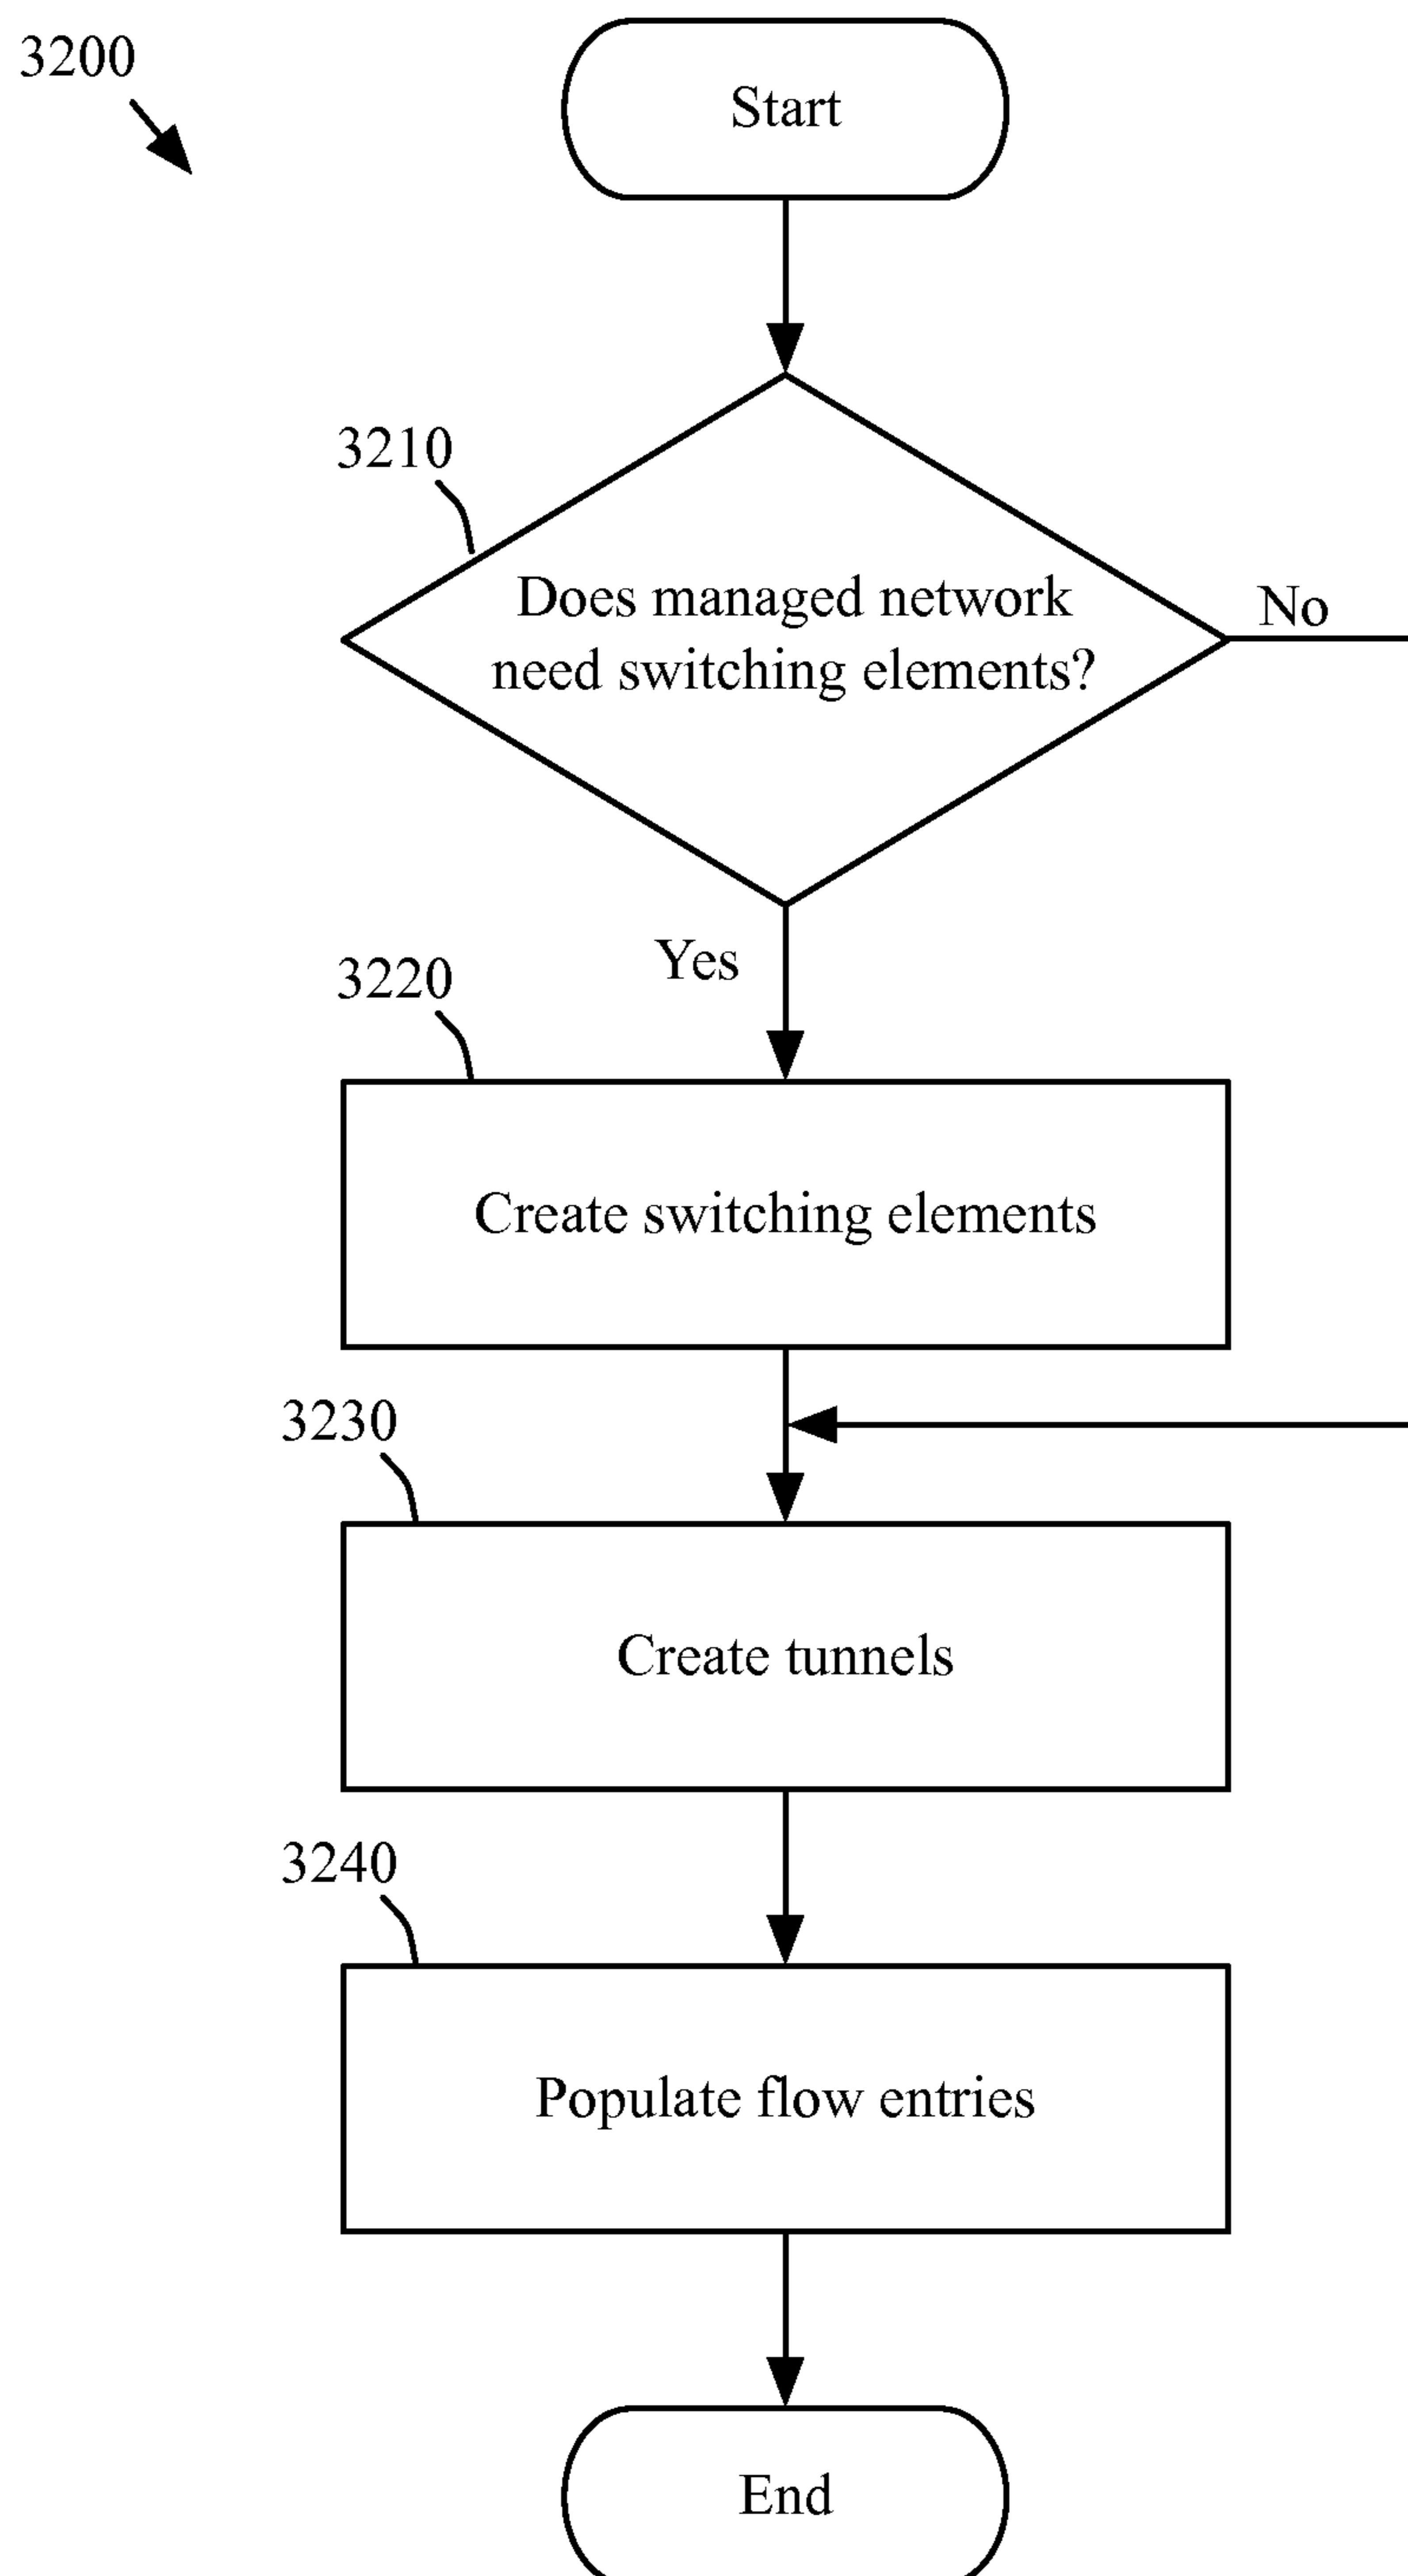 3200
Start
3210
Does managed network
need switching elements?
No
Yes
3220
Create switching elements
3230
Create tunnels
3240
Populate flow entries
End